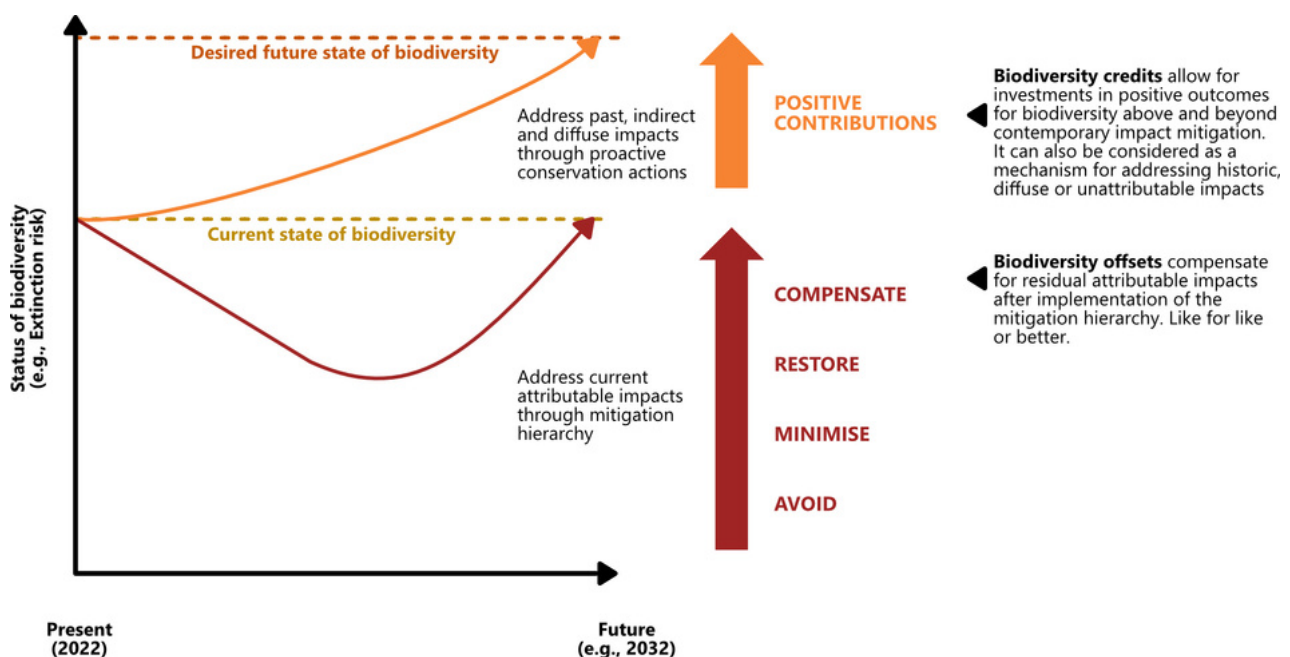 Desired future state of biodiversity
Address past, indirect
and diffuse impacts
through proactive
conservation actions
POSITIVE
CONTRIBUTIONS
Biodiversity credits allow for
investments in positive outcomes
for biodiversity above and beyond
contemporary impact mitigation.
It can also be considered as a
mechanism for addressing historic,
diffuse or unattributable impacts
Current state of biodiversity
Status of biodiversity
(e.g., Extinction risk)
Address current
attributable impacts
through mitigation
hierarchy
COMPENSATE
RESTORE
MINIMISE
AVOID
Biodiversity offsets compensate
for residual attributable impacts
after implementation of the
mitigation hierarchy. Like for like
or better.
Present
(2022)
Future
(e.g., 2032)